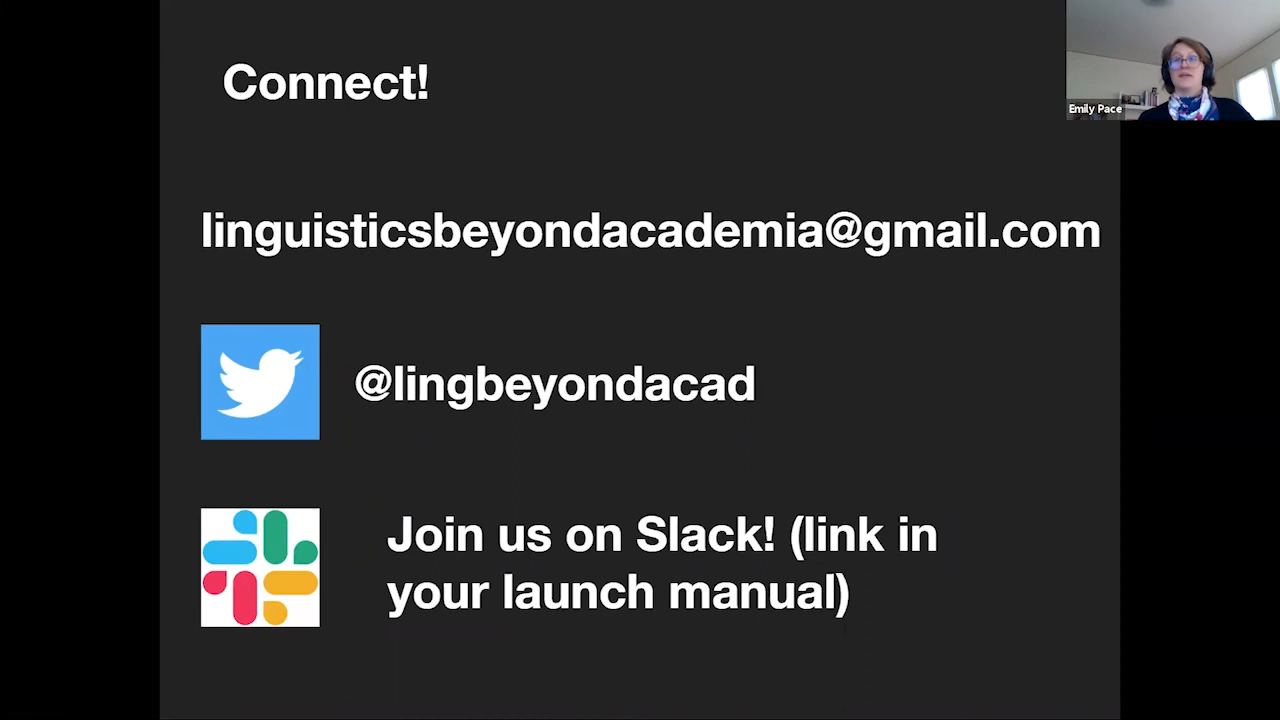 Connect!
Emily Pace
linguisticsbeyondacademia@gmail.com
@lingbeyondacad
Join us on Slack! (link in
your launch manual)